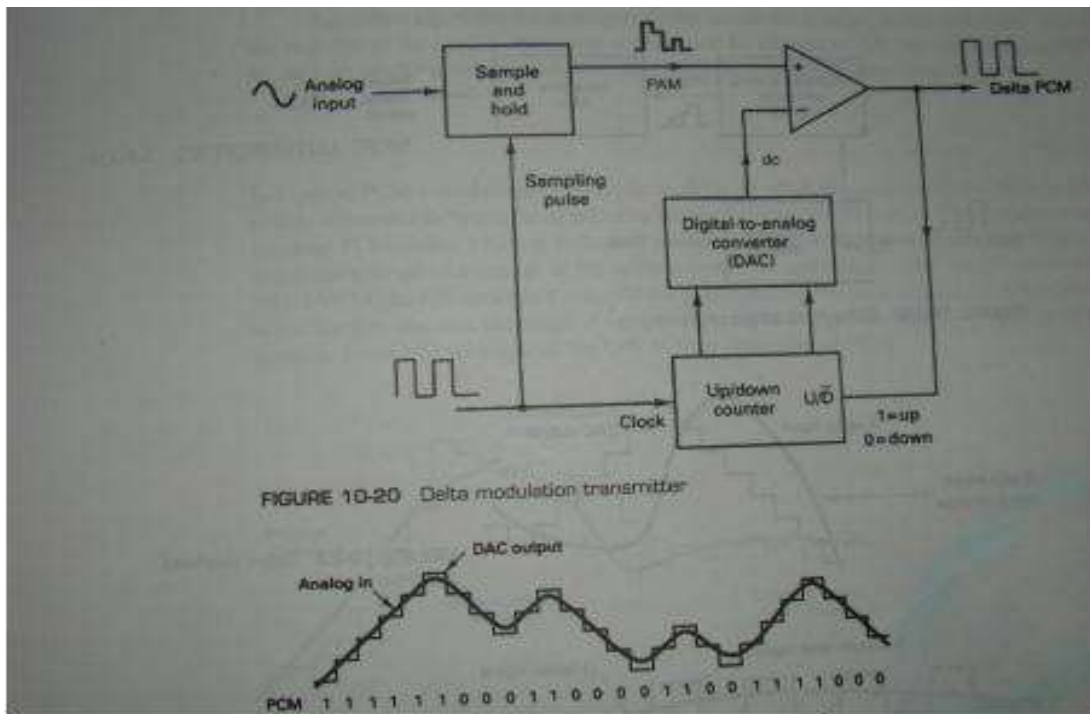 Analog
input
Sample
and
hold
PAM
+
−
Delta PCM
Sampling
pulse
dc
Digital-to-analog
converter
(DAC)
Clock
Up/down
counter
U/D̅
1=up
0=down
FIGURE 10-20 Delta modulation transmitter
DAC output
Analog in
PCM 1 1 1 1 1 1 0 0 0 1 1 0 0 0 0 1 1 0 0 1 1 1 1 0 0 0